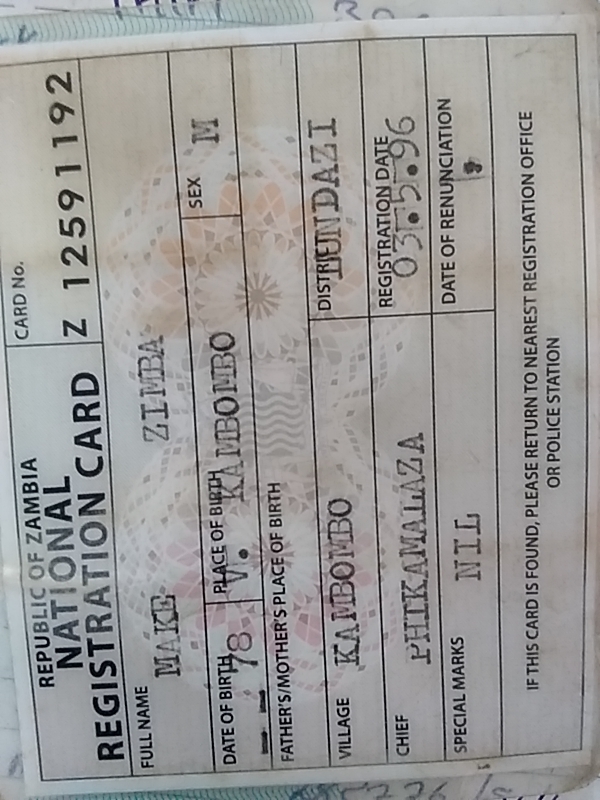 REPUBLIC OF ZAMBIA
NATIONAL
REGISTRATION CARD
CARD No.
Z 12591192
FULL NAME
MAKE ZIMBA
DATE OF BIRTH
78
PLACE OF BIRTH
V. KAMBOMBO
SEX M
FATHER'S/MOTHER'S PLACE OF BIRTH
VILLAGE KAMBOMBO
DISTRICT LUNDAZI
CHIEF PHIKAMALAZA
REGISTRATION DATE
03.5.96
SPECIAL MARKS NIL
DATE OF RENUNCIATION
IF THIS CARD IS FOUND, PLEASE RETURN TO NEAREST REGISTRATION OFFICE
OR POLICE STATION